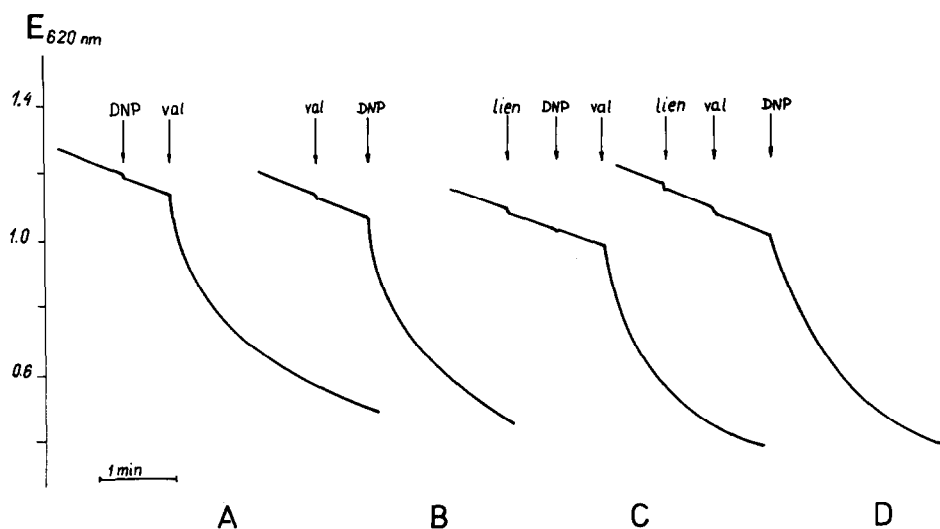 E620 nm
1.4
1.0
0.6
DNP val
val DNP
lien DNP val
lien val DNP
1 min
A B C D